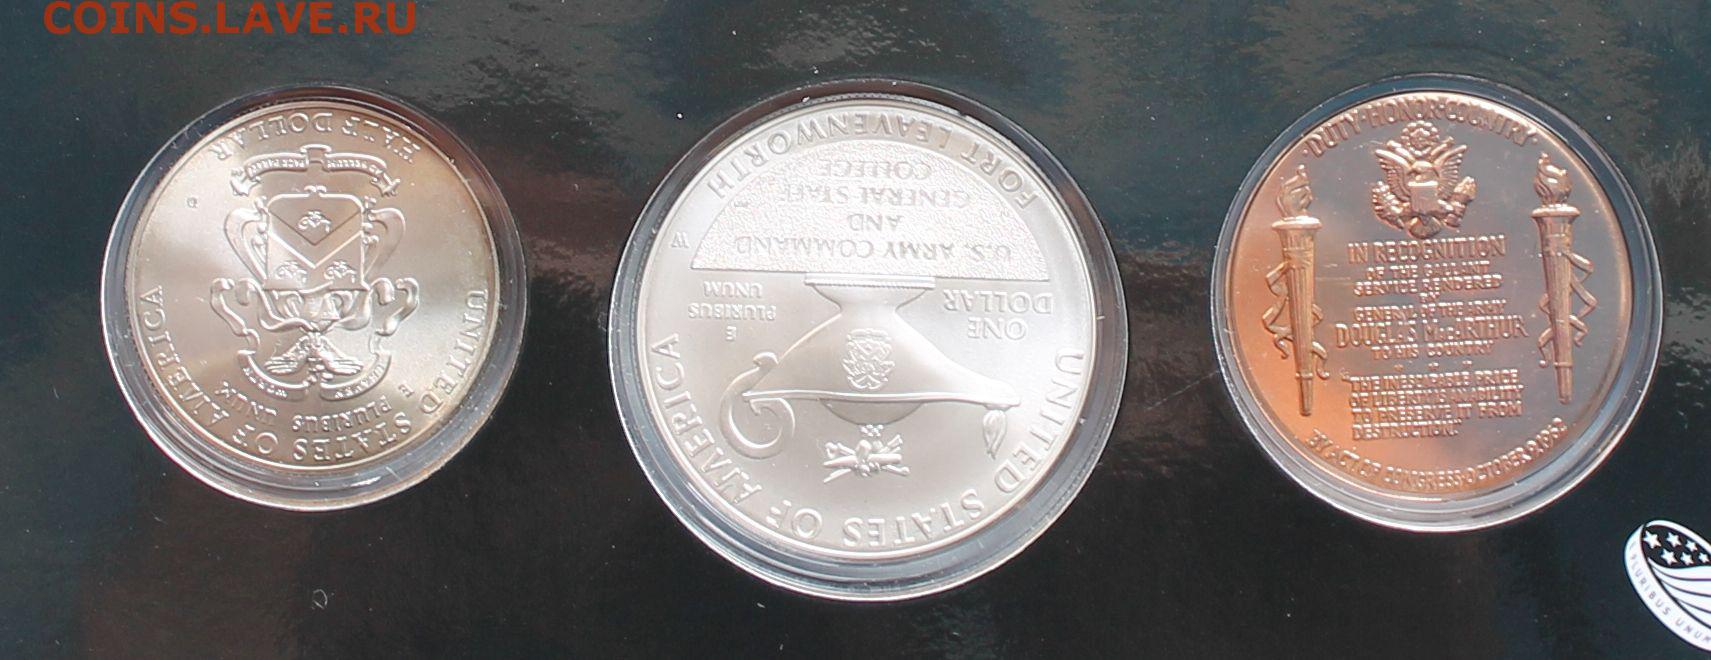 COINS.LAVE.RU
HALF DOLLAR
D
UNITED STATES OF AMERICA
E
PLURIBUS
UNUM
FORT LEAVENWORTH
U.S. ARMY COMMAND
AND
GENERAL STAFF
COLLEGE
W
ONE
DOLLAR
E
PLURIBUS
UNUM
UNITED STATES OF AMERICA
DUTY·HONOR·COUNTRY
IN RECOGNITION
OF THE GALLANT
SERVICE RENDERED
BY
GENERAL OF THE ARMY
DOUGLAS MACARTHUR
TO HIS COUNTRY
THE INESCAPABLE PRICE
OF LIBERTY IS AN ABILITY
TO PRESERVE IT FROM
DESTRUCTION.
BY ACT OF CONGRESS·OCTOBER 9·1962
PLURIBUS UNUM